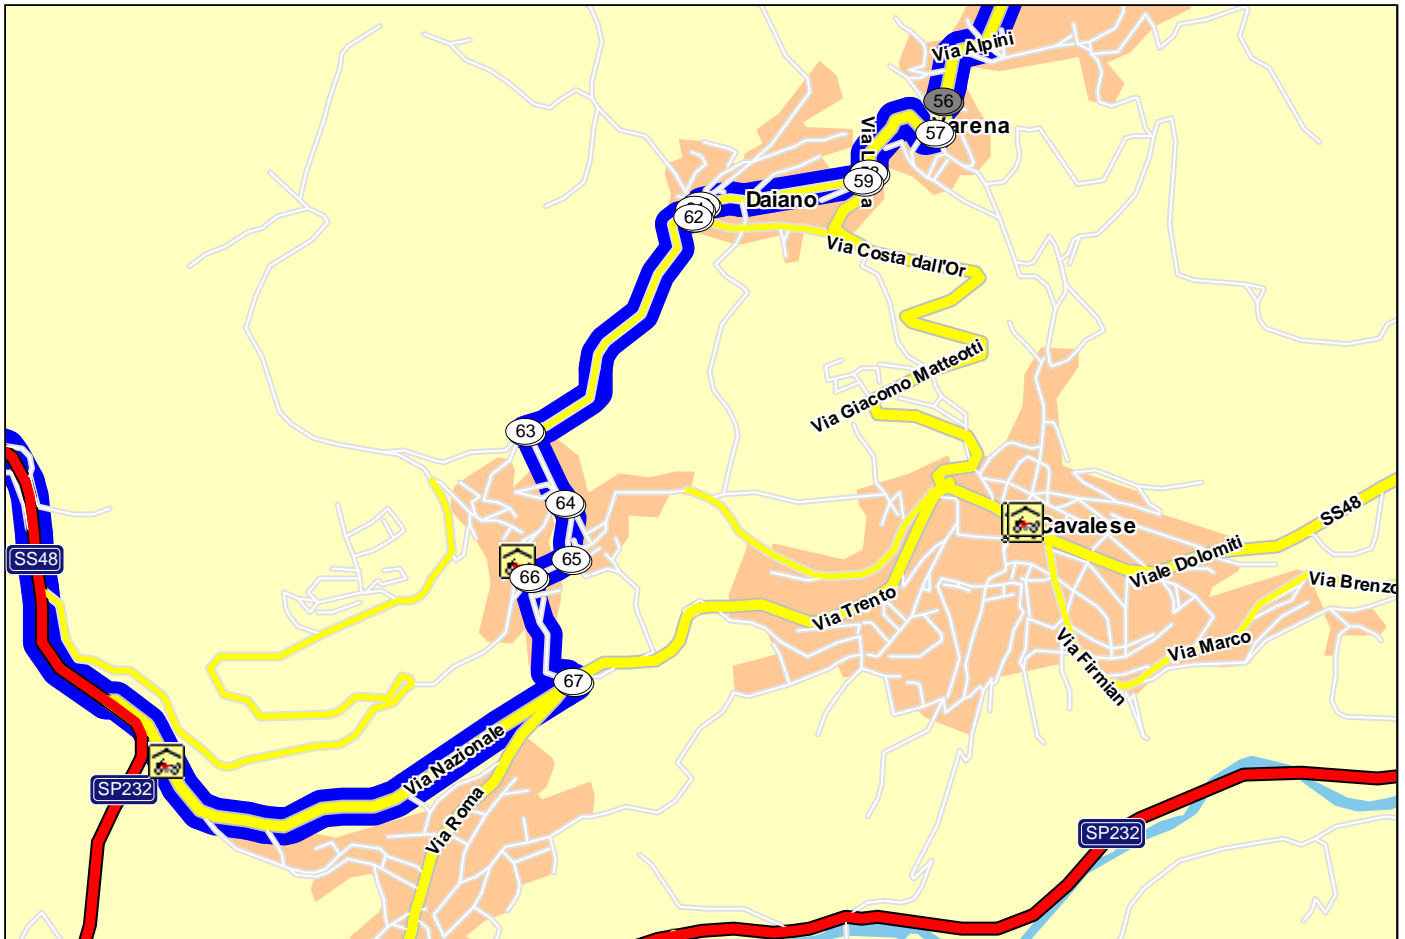 Via Alpini
56
57
Varena
59
Daiano
62
Via Costa dall'Or
Via Giacomo Matteotti
63
64
SS48
Cavalese
SS48
65
66
Viale Dolomiti
Via Brenzo
Via Trento
Via Marco
Via Firmian
67
Via Nazionale
SP232
Via Roma
SP232